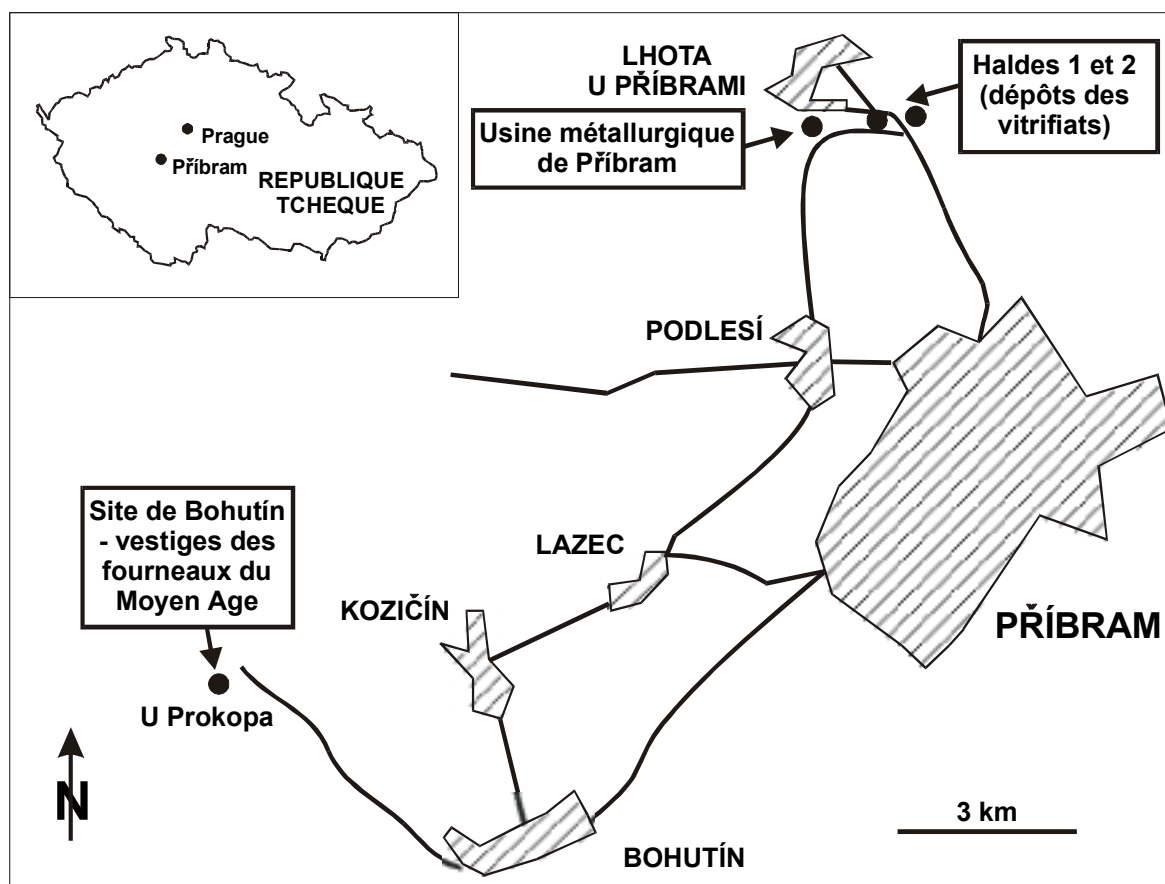 Prague
Příbram
REPUBLIQUE
TCHEQUE
LHOTA
U PŘÍBRAMI
Haldes 1 et 2
(dépôts des
vitrifiats)
Usine métallurgique
de Příbram
PODLESÍ
Site de Bohutín
- vestiges des
fourneaux du
Moyen Age
LAZEC
KOZIČÍN
PŘÍBRAM
U Prokopa
N
3 km
BOHUTÍN